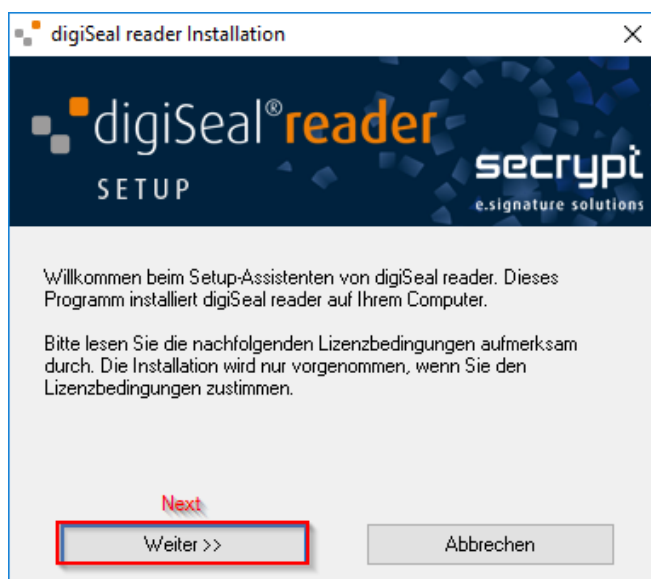 digiSeal reader Installation
digiSeal®reader
SETUP
secrypt
e.signature solutions
Willkommen beim Setup-Assistenten von digiSeal reader. Dieses
Programm installiert digiSeal reader auf Ihrem Computer.
Bitte lesen Sie die nachfolgenden Lizenzbedingungen aufmerksam
durch. Die Installation wird nur vorgenommen, wenn Sie den
Lizenzbedingungen zustimmen.
Next
Weiter >>
Abbrechen